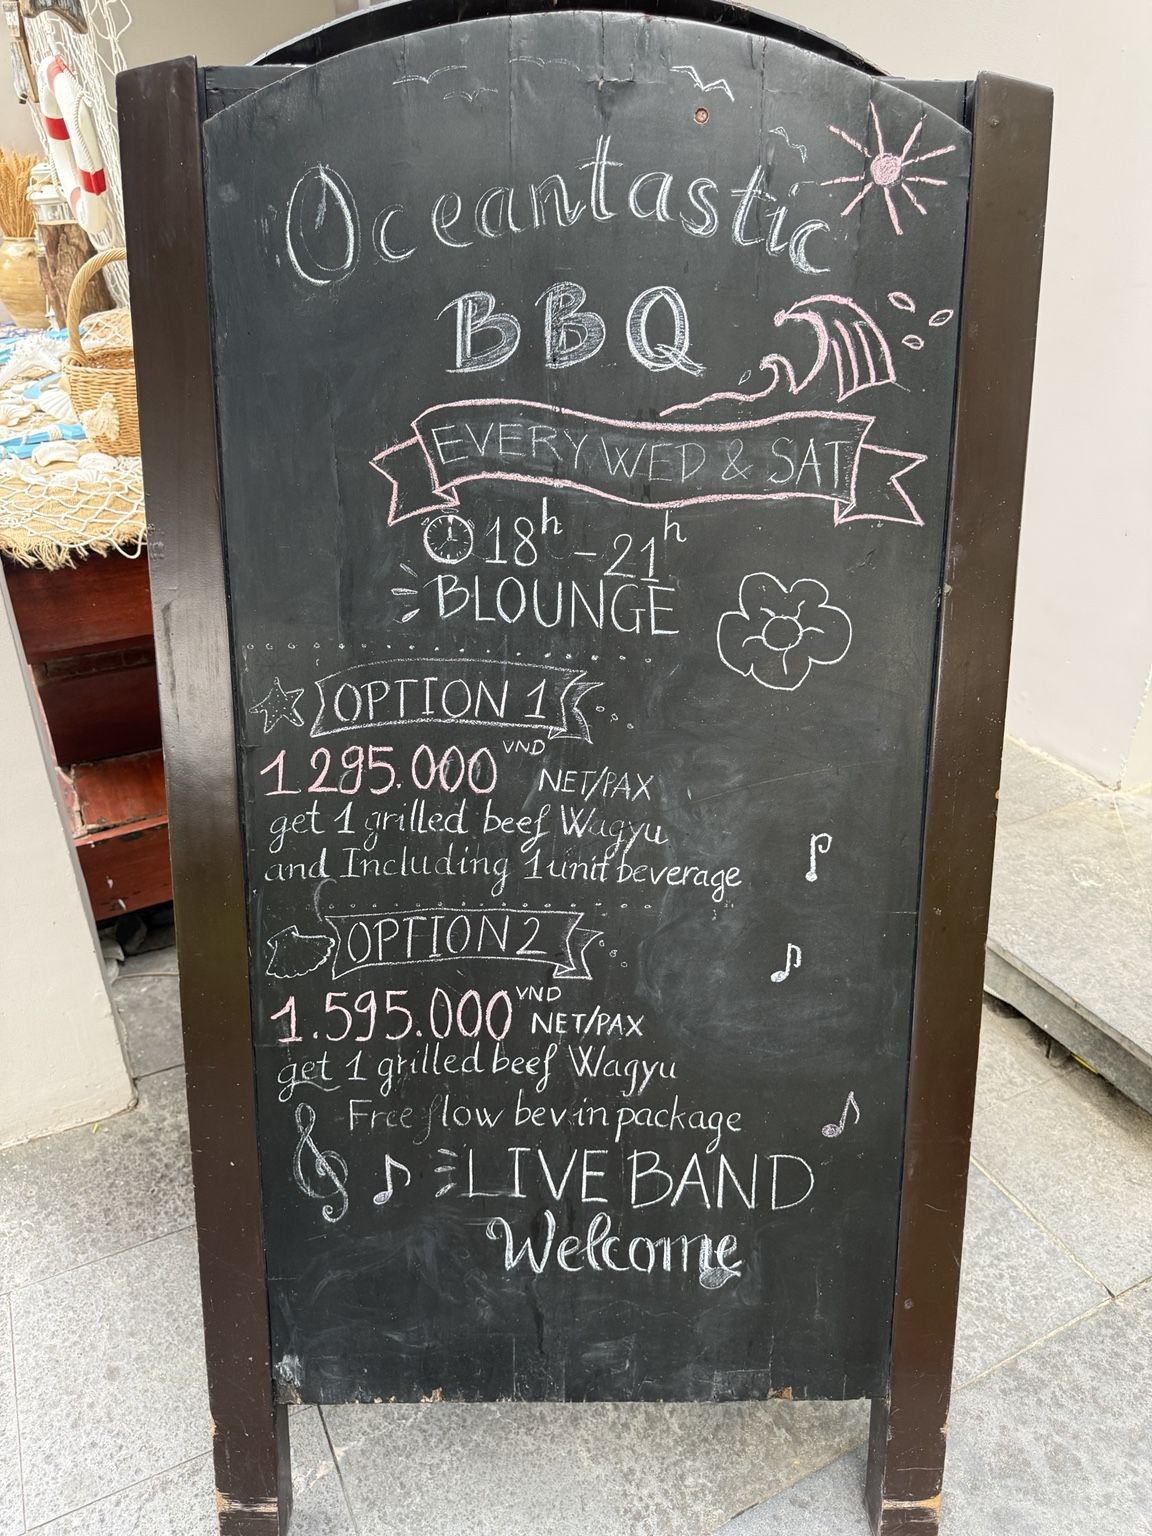 Oceantastic
BBQ
EVERY WED & SAT
18h - 21h
BLOUNGE
OPTION 1
1295.000 VND NET/PAX
get 1 grilled beef Wagyu
and Including 1 unit beverage
OPTION 2
1.595.000 VND NET/PAX
get 1 grilled beef Wagyu
Free flow bev in package
LIVE BAND
Welcome